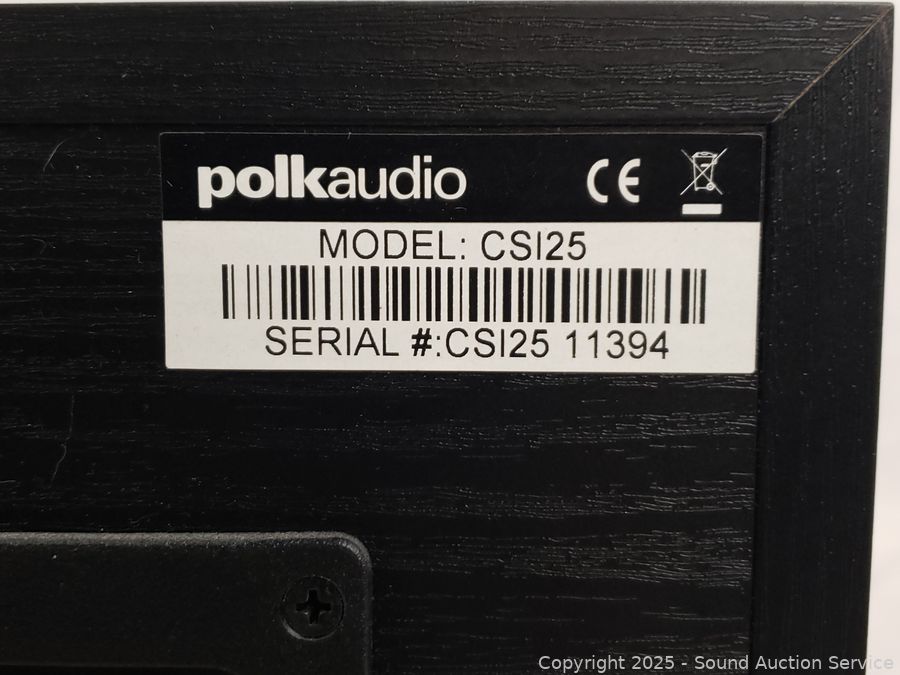 polkaudio CE
MODEL: CSI25
SERIAL #:CSI25 11394
Copyright 2025 - Sound Auction Service